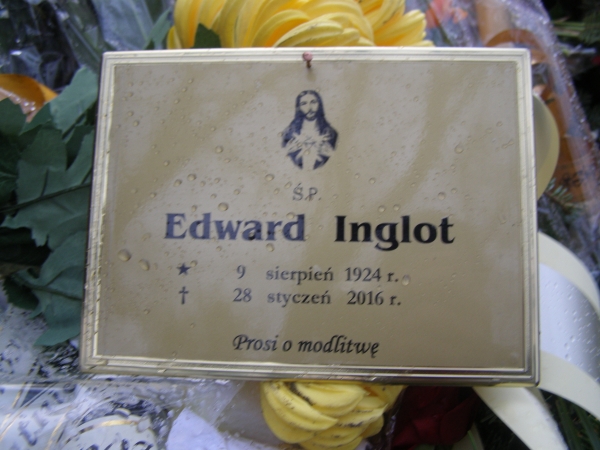 Ś.P.
Edward Inglot
★ 9 sierpień 1924 r.
† 28 styczeń 2016 r.
Prosi o modlitwę